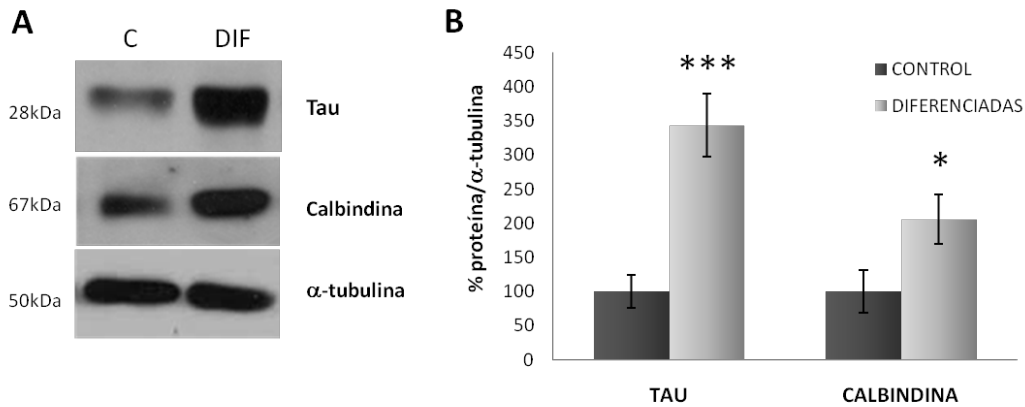 A
C DIF
28kDa Tau
67kDa Calbindina
50kDa α-tubulina
B
% proteína/α-tubulina
450
400
350
300
250
200
150
100
50
0
***
*
CONTROL
DIFERENCIADAS
TAU CALBINDINA